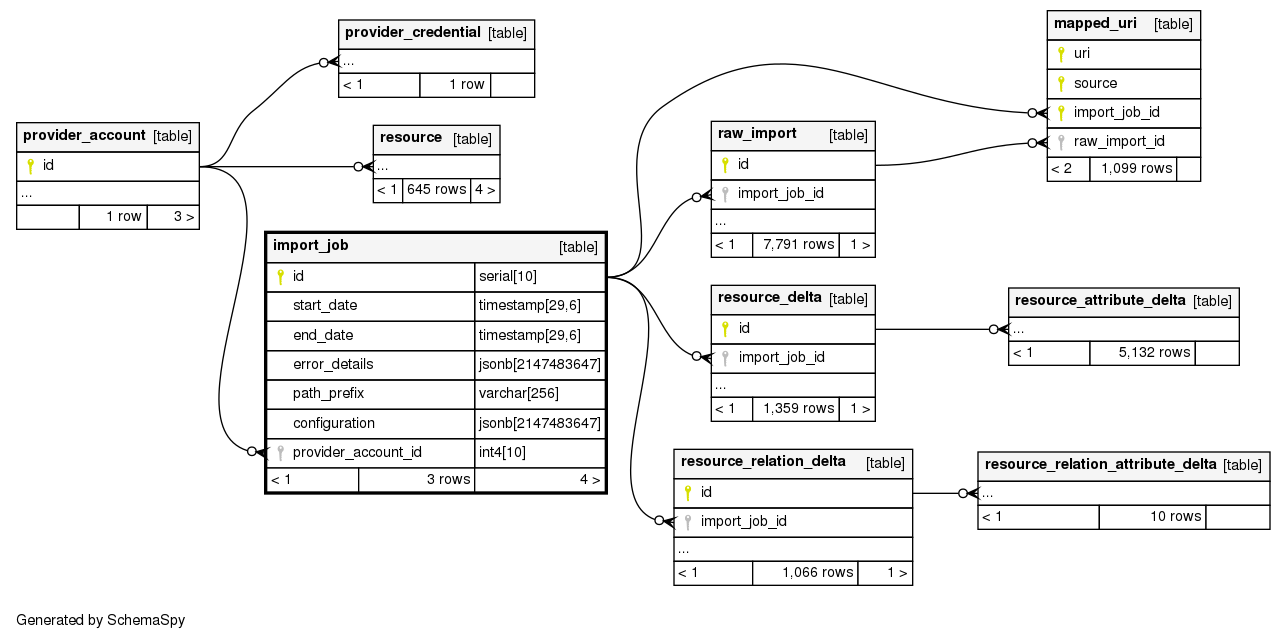 provider_credential [table]
...
< 1 1 row
provider_account [table]
id
...
1 row 3 >
resource [table]
...
< 1 645 rows 4 >
import_job [table]
id serial[10]
start_date timestamp[29,6]
end_date timestamp[29,6]
error_details jsonb[2147483647]
path_prefix varchar[256]
configuration jsonb[2147483647]
provider_account_id int4[10]
< 1 3 rows 4 >
mapped_uri [table]
uri
source
import_job_id
raw_import_id
< 2 1,099 rows
raw_import [table]
id
import_job_id
...
< 1 7,791 rows 1 >
resource_delta [table]
id
import_job_id
...
< 1 1,359 rows 1 >
resource_attribute_delta [table]
...
< 1 5,132 rows
resource_relation_delta [table]
id
import_job_id
...
< 1 1,066 rows 1 >
resource_relation_attribute_delta [table]
...
< 1 10 rows
Generated by SchemaSpy